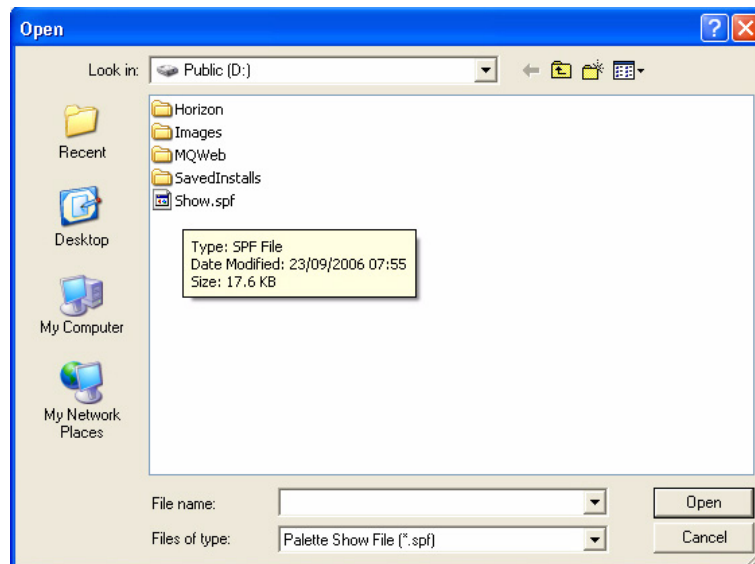 Open
Look in: Public (D:)
Recent
Desktop
My Computer
My Network
Places
Horizon
Images
MQWeb
SavedInstalls
Show.spf
Type: SPF File
Date Modified: 23/09/2006 07:55
Size: 17.6 KB
File name:
Open
Files of type: Palette Show File (*.spf)
Cancel